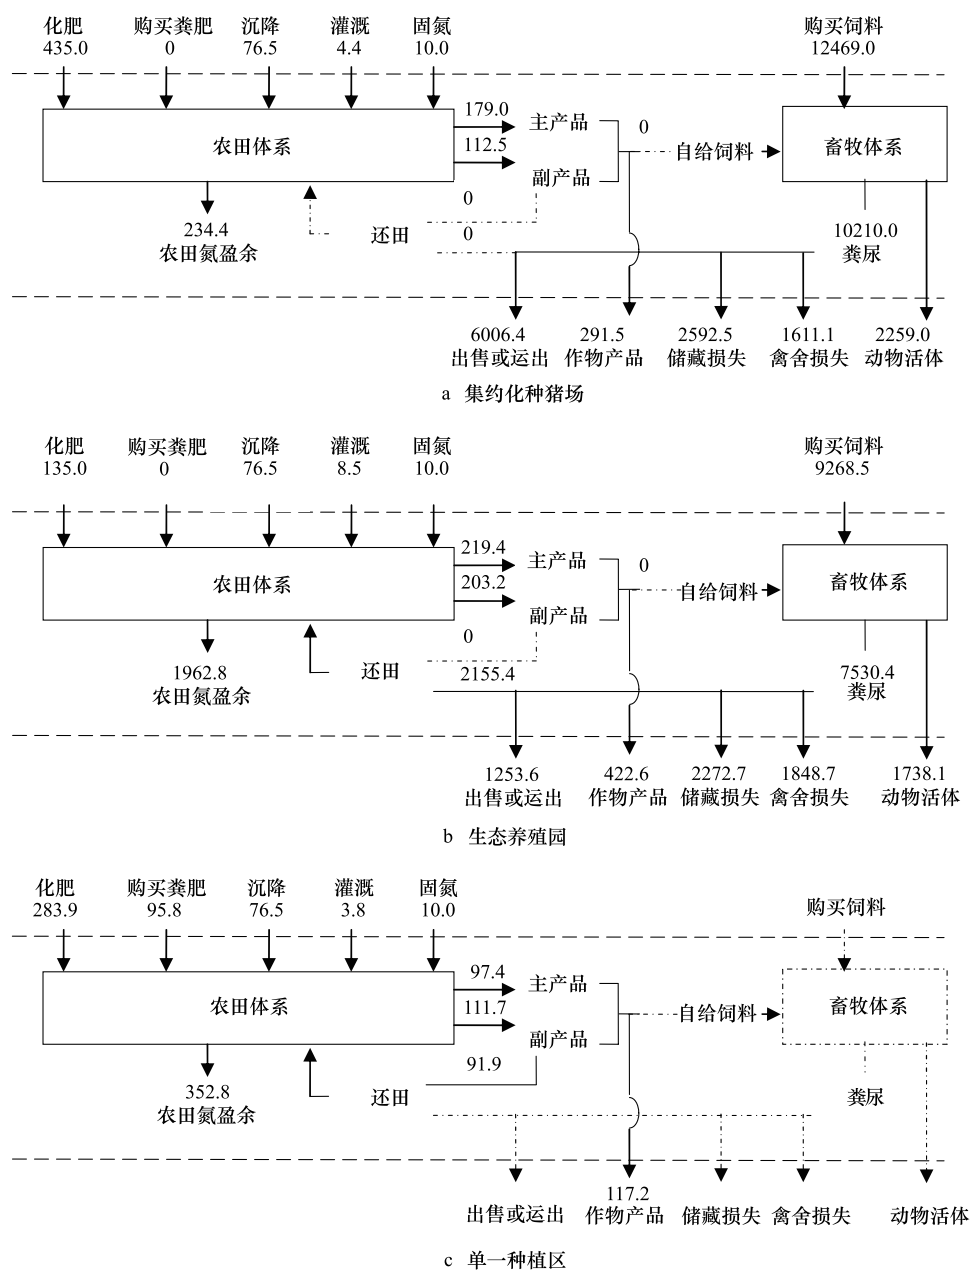 化肥 购买粪肥 沉降 灌溉 固氮 购买饲料
435.0 0 76.5 4.4 10.0 12469.0
179.0
主产品 0
农田体系 112.5 自给饲料 畜牧体系
副产品
0
234.4 还田 0 10210.0
农田氮盈余 粪尿
6006.4 291.5 2592.5 1611.1 2259.0
出售或运出 作物产品 储藏损失 禽舍损失 动物活体
a 集约化种猪场
化肥 购买粪肥 沉降 灌溉 固氮 购买饲料
135.0 0 76.5 8.5 10.0 9268.5
219.4
主产品 0
农田体系 203.2 自给饲料 畜牧体系
副产品
0
1962.8 还田 2155.4 7530.4
农田氮盈余 粪尿
1253.6 422.6 2272.7 1848.7 1738.1
出售或运出 作物产品 储藏损失 禽舍损失 动物活体
b 生态养殖园
化肥 购买粪肥 沉降 灌溉 固氮 购买饲料
283.9 95.8 76.5 3.8 10.0
97.4
主产品
农田体系 111.7 自给饲料 畜牧体系
副产品
91.9
352.8 还田 粪尿
农田氮盈余
117.2
出售或运出 作物产品 储藏损失 禽舍损失 动物活体
c 单一种植区